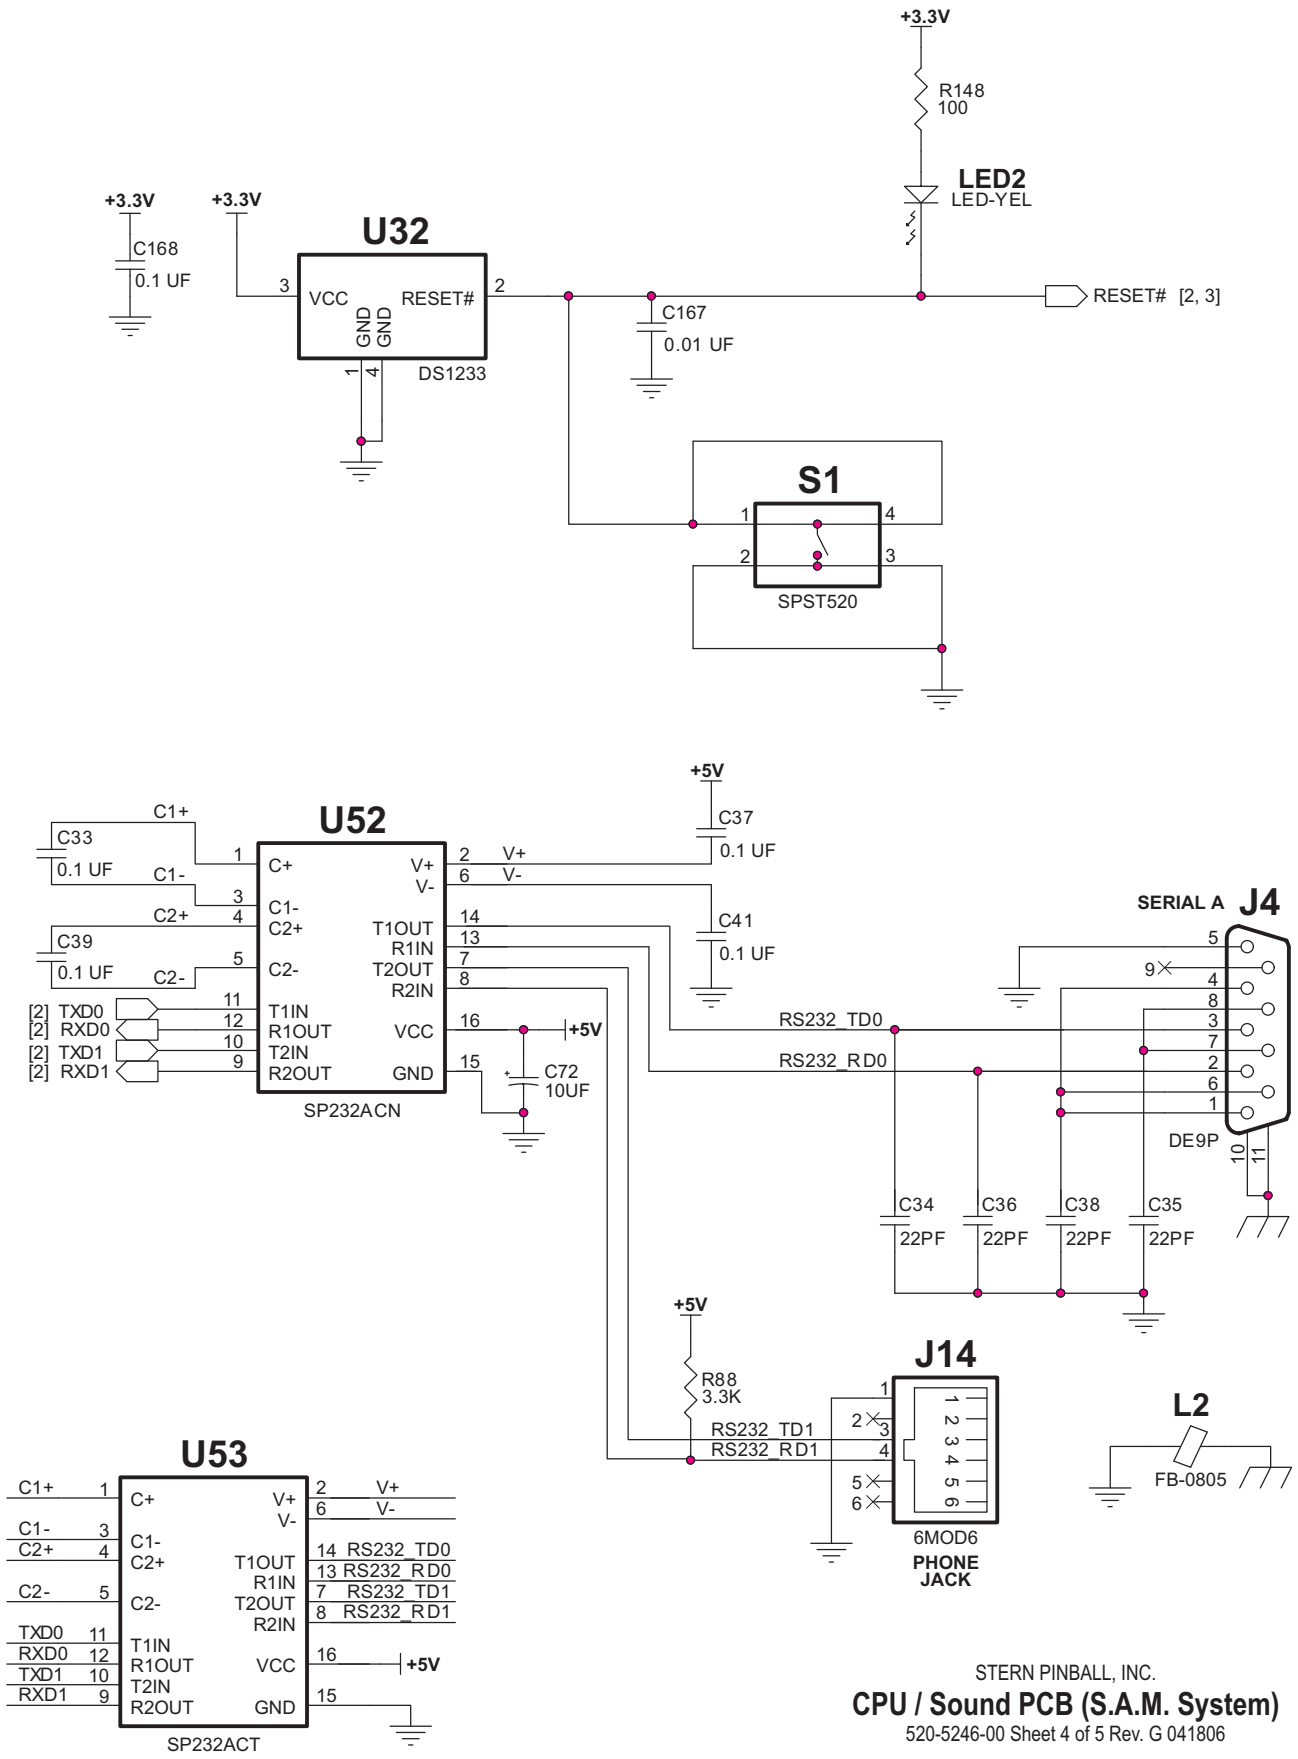 +3.3V
R148
100
LED2
LED-YEL
+3.3V
+3.3V
C168
0.1 UF
U32
3
VCC
RESET#
2
GND
GND
1
4
DS1233
C167
0.01 UF
RESET# [2, 3]
S1
1
4
2
3
SPST520
+5V
C37
0.1 UF
C41
0.1 UF
U52
C1+
C33
0.1 UF
C1-
C2+
C39
0.1 UF
C2-
1
C+
3
C1-
4
C2+
5
C2-
[2] TXD0
11
T1IN
[2] RXD0
12
R1OUT
[2] TXD1
10
T2IN
[2] RXD1
9
R2OUT
V+
2
V+
V-
6
V-
T1OUT
14
R1IN
13
T2OUT
7
R2IN
8
VCC
16
+5V
GND
15
C72
+
10UF
SP232ACN
RS232_TD0
RS232_RD0
SERIAL A
J4
5
9
4
8
3
7
2
6
1
DE9P
10
11
C34
22PF
C36
22PF
C38
22PF
C35
22PF
+5V
R88
3.3K
RS232_TD1
RS232_RD1
J14
1
2
3
4
5
6
1
2
3
4
5
6
6MOD6
PHONE
JACK
L2
FB-0805
U53
C1+
1
C+
C1-
3
C1-
C2+
4
C2+
C2-
5
C2-
TXD0
11
T1IN
RXD0
12
R1OUT
TXD1
10
T2IN
RXD1
9
R2OUT
V+
2
V+
V-
6
V-
T1OUT
14 RS232_TD0
R1IN
13 RS232_RD0
T2OUT
7 RS232_TD1
R2IN
8 RS232_RD1
VCC
16
+5V
GND
15
SP232ACT
STERN PINBALL, INC.
CPU / Sound PCB (S.A.M. System)
520-5246-00 Sheet 4 of 5 Rev. G 041806